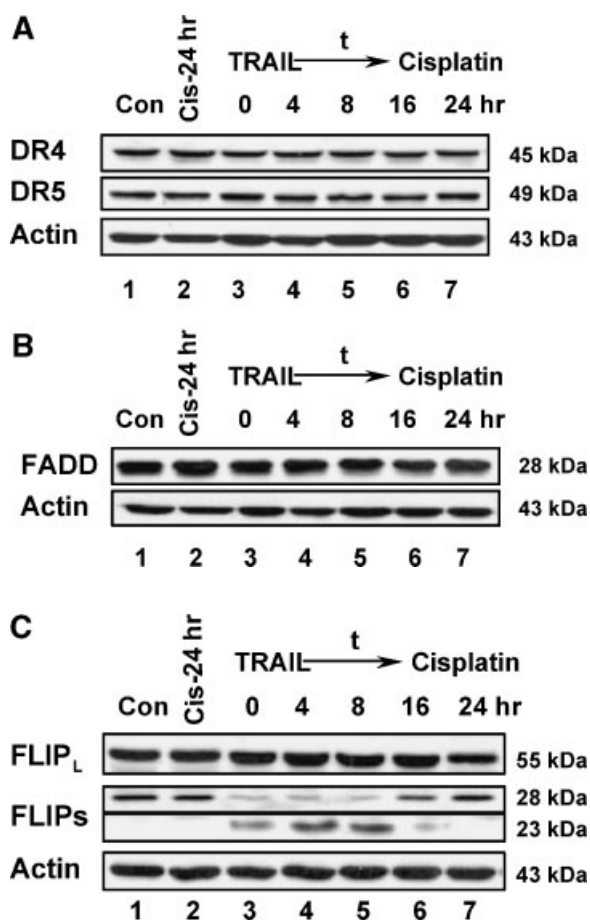 A
Cis-24 hr
t
TRAIL Cisplatin
Con 0 4 8 16 24 hr
DR4 45 kDa
DR5 49 kDa
Actin 43 kDa
1 2 3 4 5 6 7
B
Cis-24 hr
t
TRAIL Cisplatin
Con 0 4 8 16 24 hr
FADD 28 kDa
Actin 43 kDa
1 2 3 4 5 6 7
C
Cis-24 hr
t
TRAIL Cisplatin
Con 0 4 8 16 24 hr
FLIPL 55 kDa
28 kDa
FLIPs
23 kDa
Actin 43 kDa
1 2 3 4 5 6 7